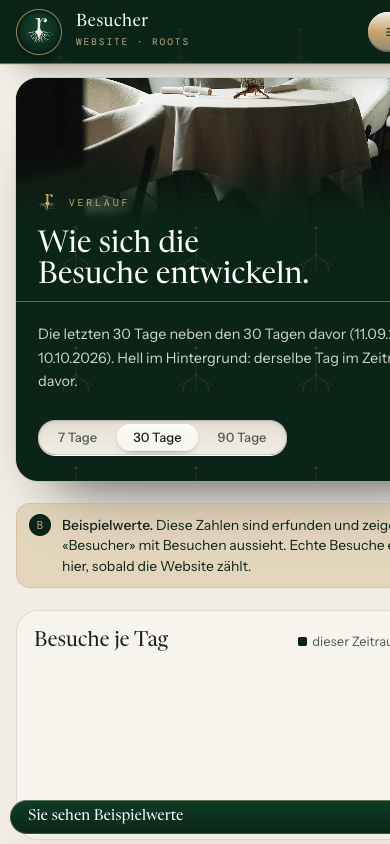 r
Besucher
WEBSITE · ROOTS
r VERLAUF
Wie sich die
Besuche entwickeln.
Die letzten 30 Tage neben den 30 Tagen davor (11.09.
10.10.2026). Hell im Hintergrund: derselbe Tag im Zeitr
davor.
7 Tage 30 Tage 90 Tage
B Beispielwerte. Diese Zahlen sind erfunden und zeig
«Besucher» mit Besuchen aussieht. Echte Besuche
hier, sobald die Website zählt.
Besuche je Tag
dieser Zeitrau
Sie sehen Beispielwerte